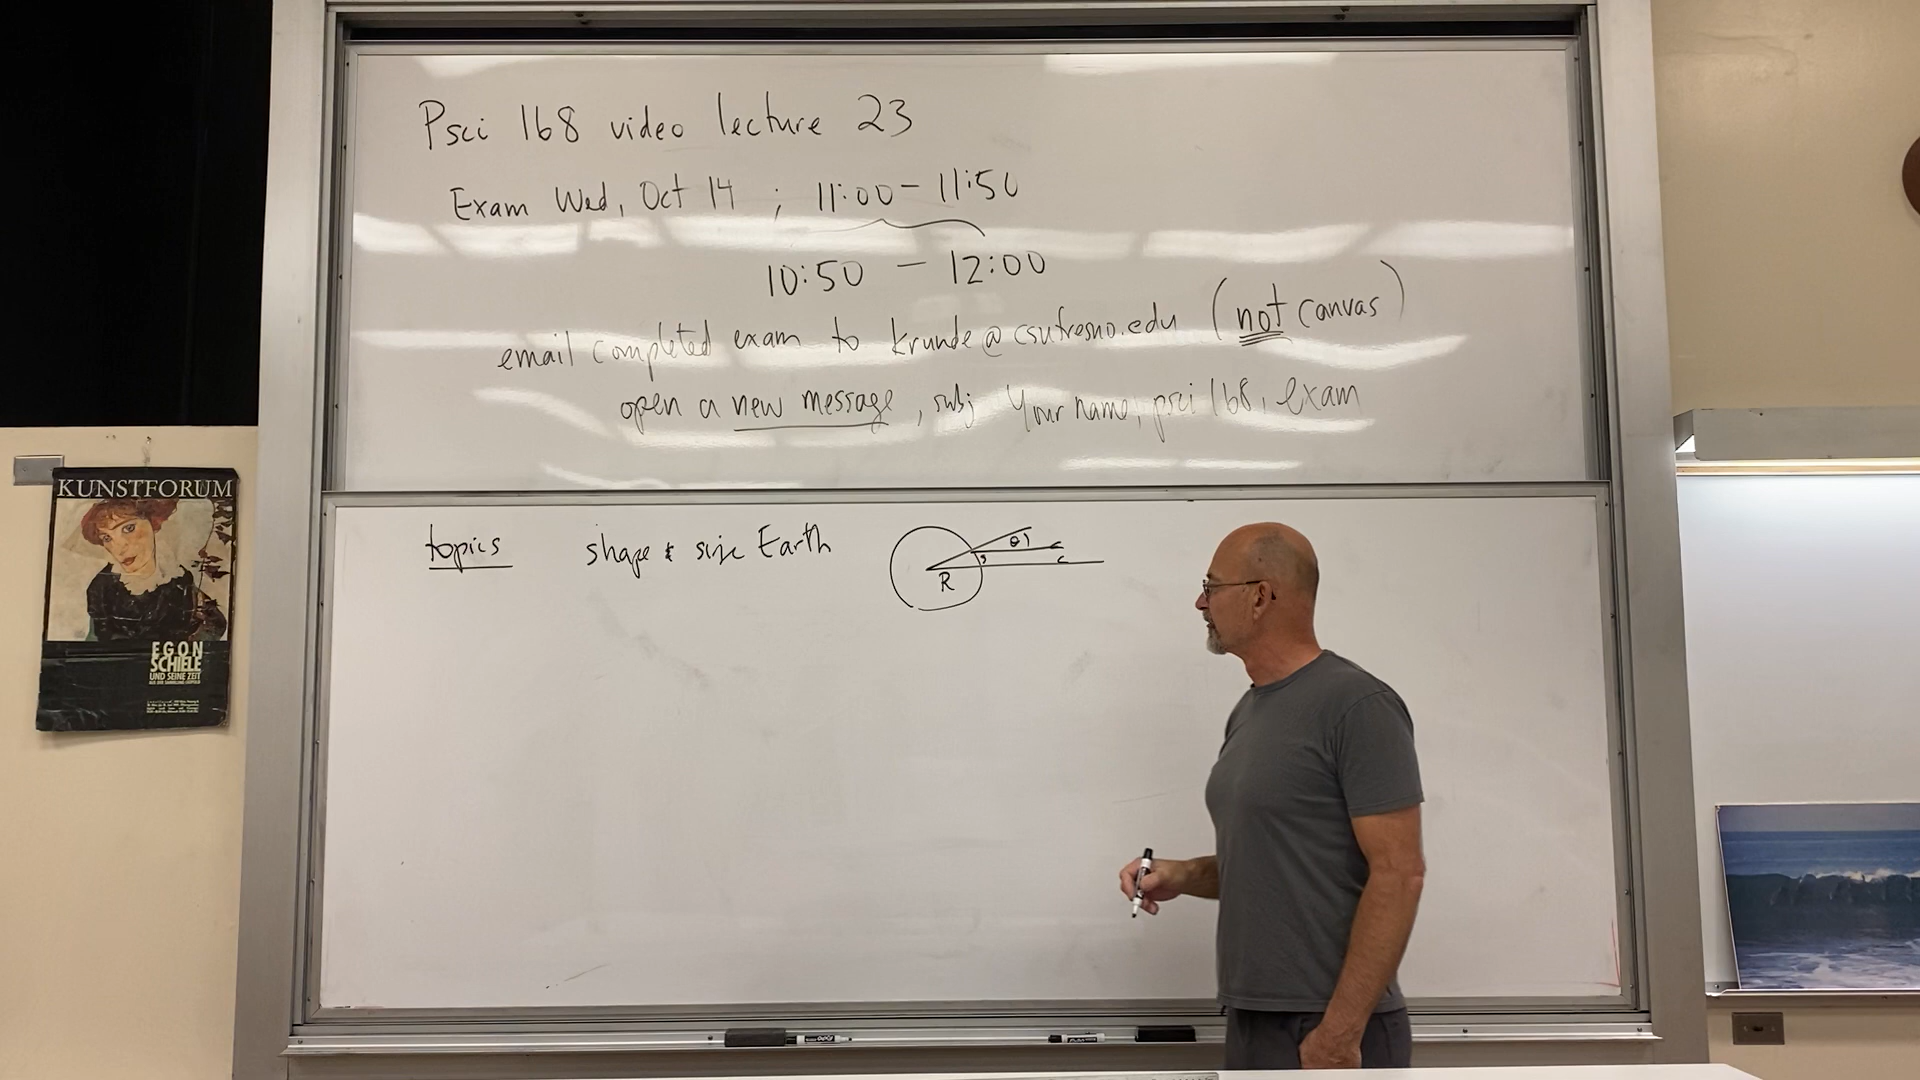 Psci 168 video lecture 23
Exam Wed, Oct 14 ; 11:00 - 11:50
10:50 - 12:00
email completed exam to krunde@csufresno.edu (not canvas)
open a new message, subj Your name, psci 168, exam
topics shape & size Earth
θ
s
R
KUNSTFORUM
EGON
SCHIELE
UND SEINE ZEIT